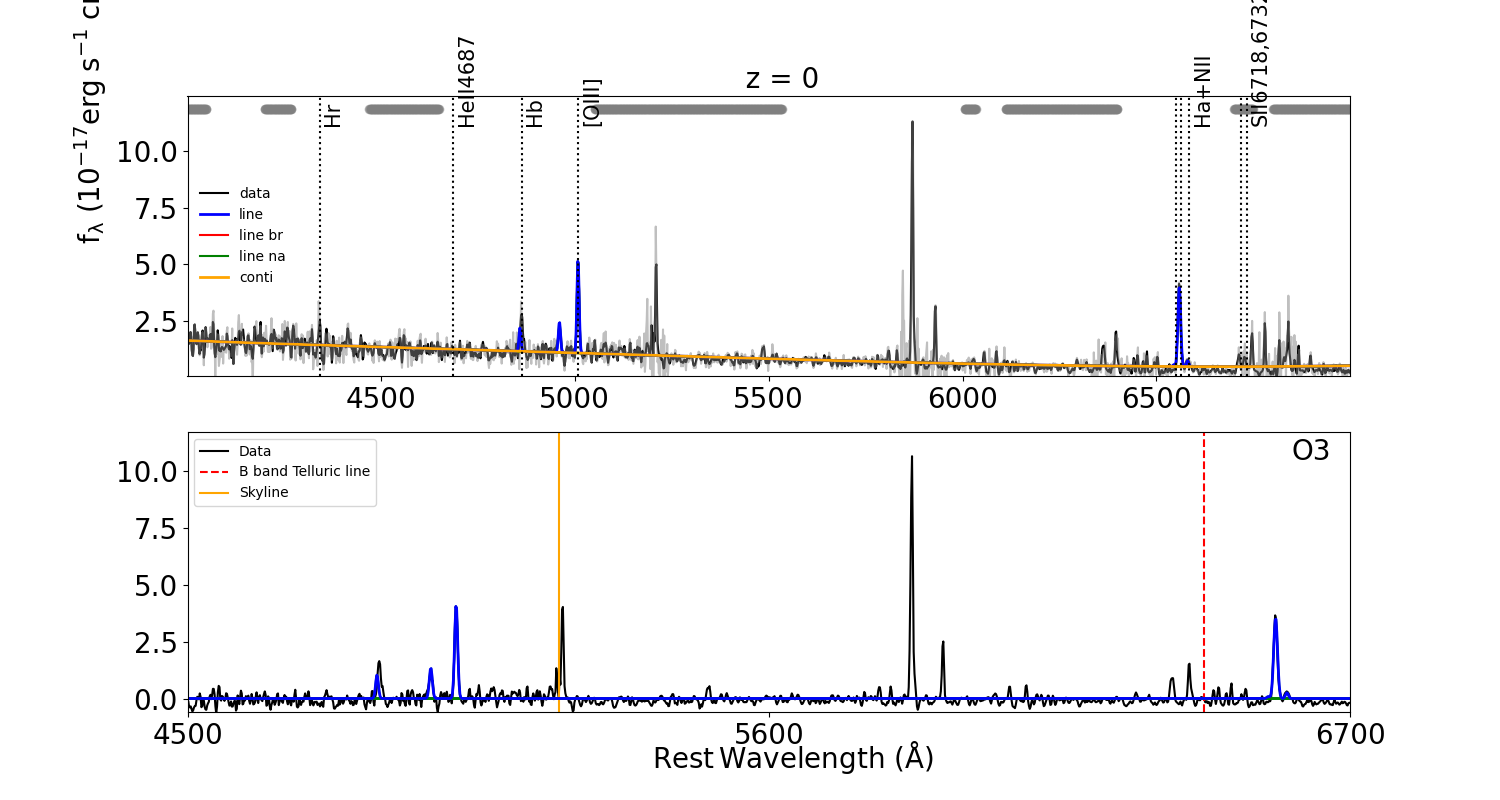 z = 0
Hr
HeII4687
Hb
[OIII]
Ha+NII
SII6718,6732
fλ (10−17erg s−1
10.0
7.5
5.0
2.5
data
line
line br
line na
conti
4500
5000
5500
6000
6500
O3
Data
B band Telluric line
Skyline
10.0
7.5
5.0
2.5
0.0
4500
5600
6700
Rest Wavelength (Å)